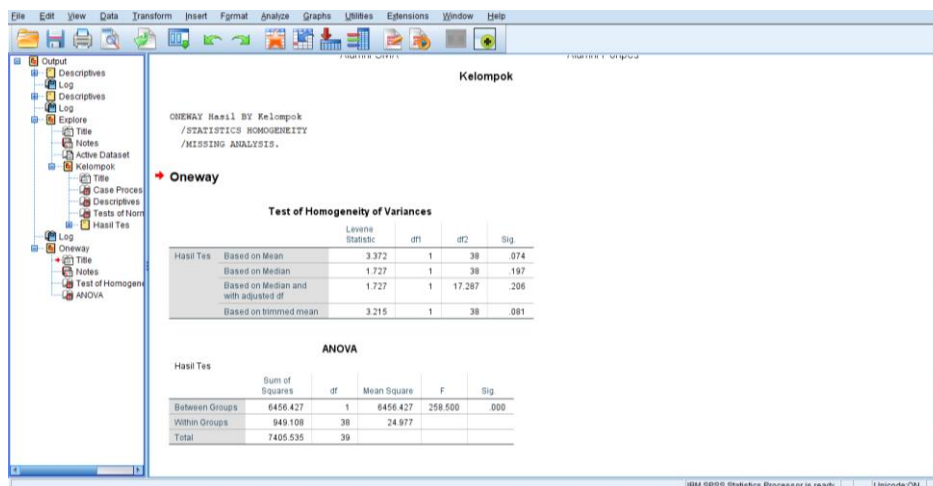 File Edit View Data Transform Insert Format Analyze Graphs Utilities Extensions Window Help
Output
Descriptives
Log
Descriptives
Log
Explore
Title
Notes
Active Dataset
Kelompok
Title
Case Proces
Descriptives
Tests of Norm
Hasil Tes
Log
Oneway
Title
Notes
Test of Homogen
ANOVA
Kelompok
ONEWAY Hasil BY Kelompok
/STATISTICS HOMOGENEITY
/MISSING ANALYSIS.
Oneway
Test of Homogeneity of Variances
Levene Statistic df1 df2 Sig.
Hasil Tes Based on Mean 3.372 1 38 .074
Based on Median 1.727 1 38 .197
Based on Median and with adjusted df 1.727 1 17.287 .206
Based on trimmed mean 3.215 1 38 .081
ANOVA
Hasil Tes
Sum of Squares df Mean Square F Sig.
Between Groups 6456.427 1 6456.427 258.500 .000
Within Groups 949.108 38 24.977
Total 7405.535 39
IBM SPSS Statistics Processor is ready Unicode:ON